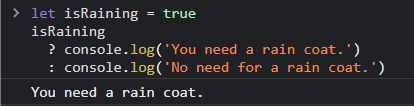 > let isRaining = true
isRaining
? console.log('You need a rain coat.')
: console.log('No need for a rain coat.')
You need a rain coat.